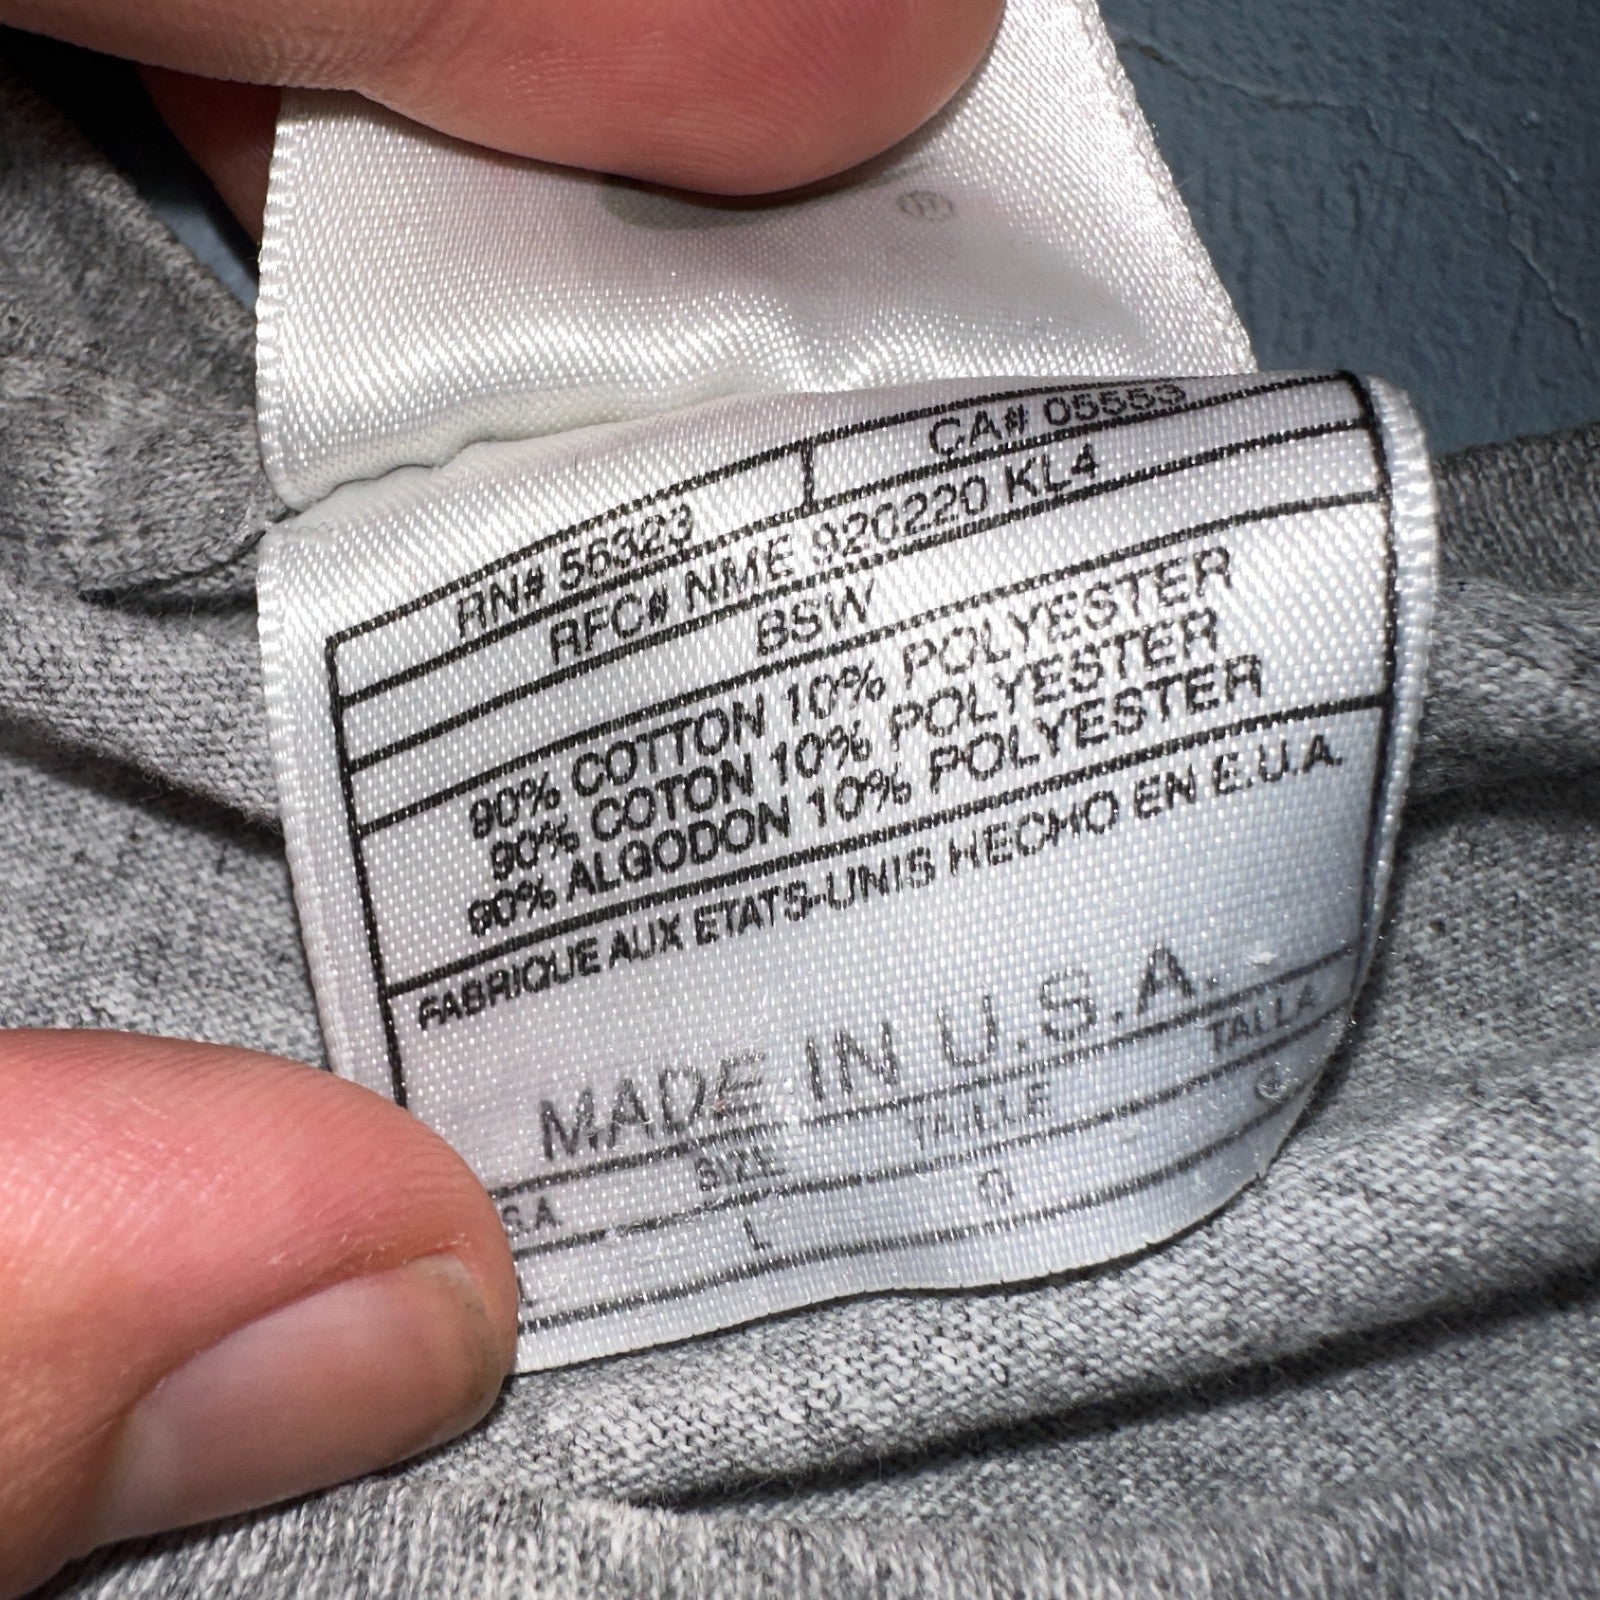 RN# 56323 CA# 05553
RFC# NME 920220 KL4
BSW
90% COTTON 10% POLYESTER
90% COTON 10% POLYESTER
90% ALGODON 10% POLYESTER
FABRIQUE AUX ETATS-UNIS HECHO EN E.U.A.
MADE IN U.S.A.
SIZE TAILLE TALLA
L G G